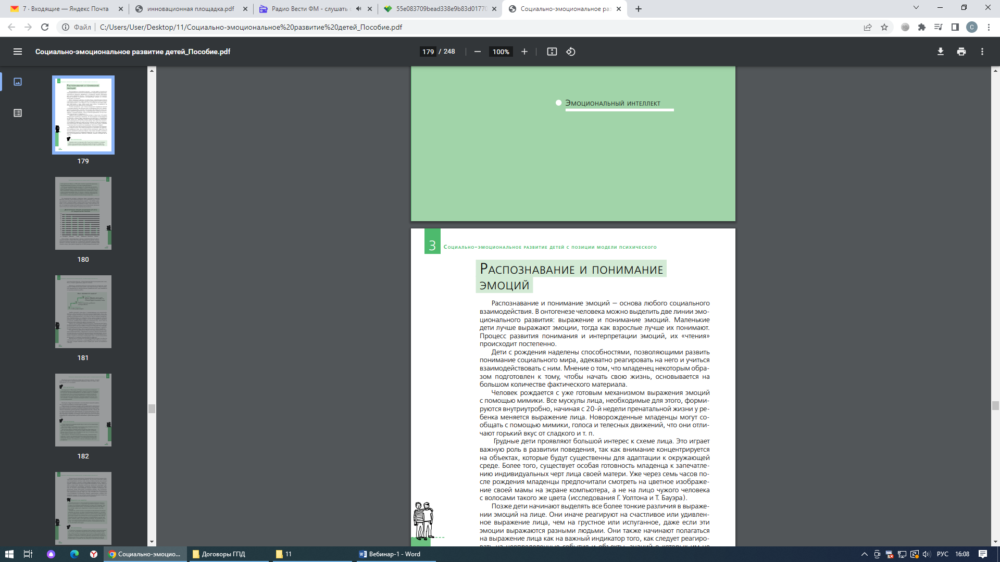 7 · Входящие — Яндекс Почта
инновационная площадка.pdf
Радио Вести ФМ - слушать
55e083709bead338e9b83d0177
Социально-эмоциональное ра
Файл
C:/Users/User/Desktop/11/Социально-эмоциональное%20развитие%20детей_Пособие.pdf
С
Социально-эмоциональное развитие детей_Пособие.pdf
179 / 248
100%
179
180
181
182
Эмоциональный интеллект
3
Социально-эмоциональное развитие детей с позиции модели психического
Распознавание и понимание
эмоций
Распознавание и понимание эмоций — основа любого социального
взаимодействия. В онтогенезе человека можно выделить две линии эмо-
ционального развития: выражение и понимание эмоций. Маленькие
дети лучше выражают эмоции, тогда как взрослые лучше их понимают.
Процесс развития понимания и интерпретации эмоций, их «чтения»
происходит постепенно.
Дети с рождения наделены способностями, позволяющими развить
понимание социального мира, адекватно реагировать на него и учиться
взаимодействовать с ним. Мнение о том, что младенец некоторым обра-
зом подготовлен к тому, чтобы начать свою жизнь, основывается на
большом количестве фактического материала.
Человек рождается с уже готовым механизмом выражения эмоций
с помощью мимики. Все мускулы лица, необходимые для этого, форми-
руются внутриутробно, начиная с 20-й недели пренатальной жизни у ре-
бенка меняется выражение лица. Новорожденные младенцы могут со-
общать с помощью мимики, голоса и телесных движений, что они отли-
чают горький вкус от сладкого и т. п.
Грудные дети проявляют большой интерес к схеме лица. Это играет
важную роль в развитии поведения, так как внимание концентрируется
на объектах, которые будут существенны для адаптации к окружающей
среде. Более того, существует особая готовность младенца к запечатле-
нию индивидуальных черт лица своей матери. Уже через семь часов по-
сле рождения младенцы предпочитали смотреть на цветное изображе-
ние своей мамы на экране компьютера, а не на лицо чужого человека
с волосами такого же цвета (исследования Г. Уолтона и Т. Бауэра).
Позже дети начинают выделять все более тонкие различия в выраже-
нии эмоций на лице. Они иначе реагируют на счастливое или удивлен-
ное выражение лица, чем на грустное или испуганное, даже если эти
эмоции выражаются разными людьми. Они также начинают полагаться
на выражение лица как на важный индикатор того, как следует реагиро-
вать на неопределенные события и объекты, знаний о которых им не
Социально-эмоцио...
Договоры ГПД
11
Вебинар-1 - Word
РУС
16:08